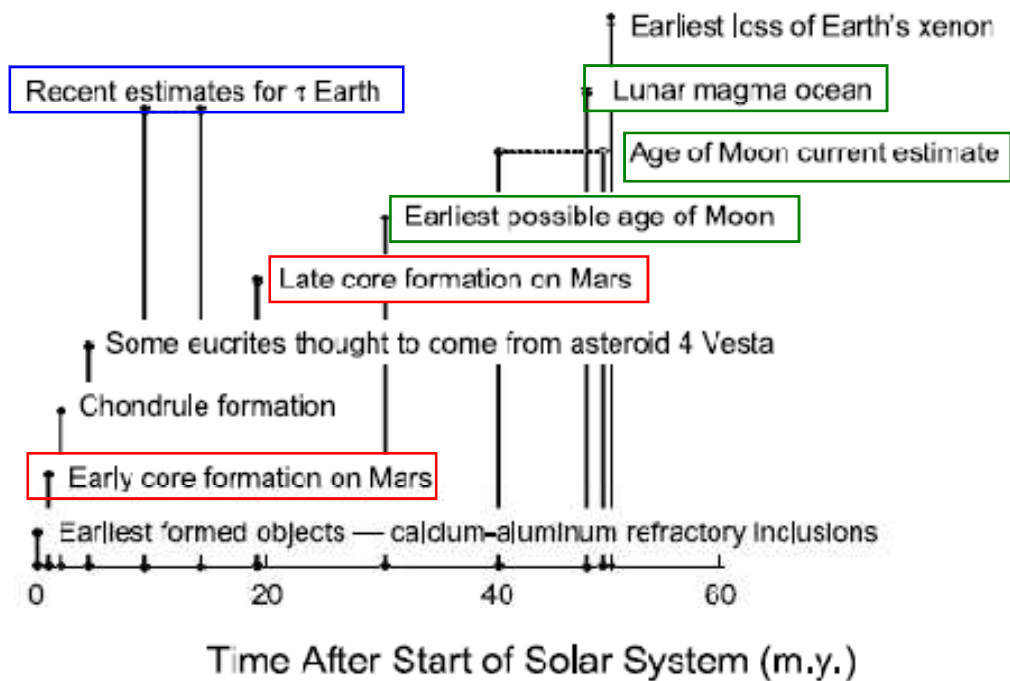 Earliest loss of Earth's xenon
Recent estimates for τ Earth
Lunar magma ocean
Age of Moon current estimate
Earliest possible age of Moon
Late core formation on Mars
Some eucrites thought to come from asteroid 4 Vesta
Chondrule formation
Early core formation on Mars
Earliest formed objects — calcium-aluminum refractory inclusions
0 20 40 60
Time After Start of Solar System (m.y.)